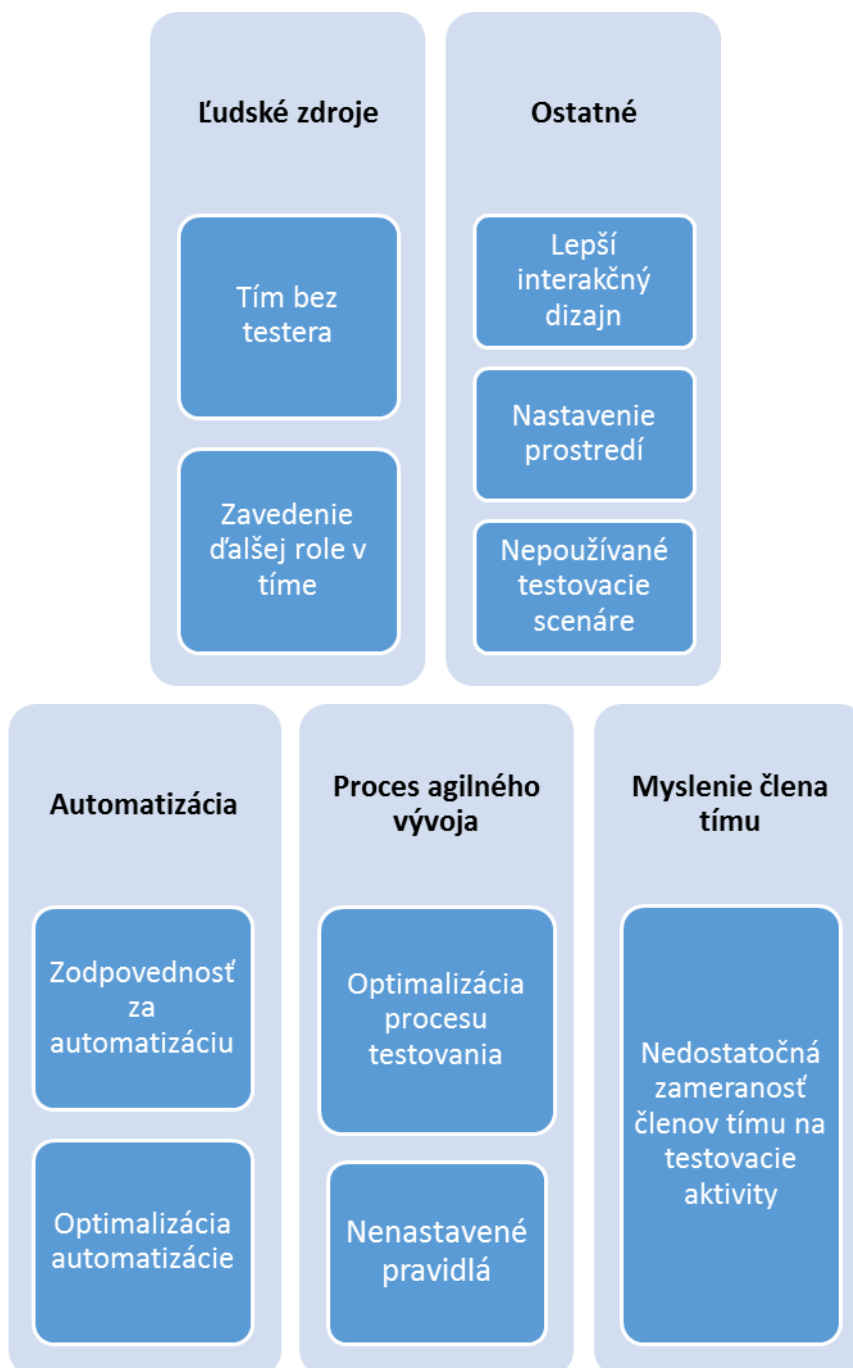 Ľudské zdroje
Tím bez
testera
Zavedenie
ďalšej role v
tíme
Ostatné
Lepší
interakčný
dizajn
Nastavenie
prostredí
Nepoužívané
testovacie
scenáre
Automatizácia
Zodpovednosť
za
automatizáciu
Optimalizácia
automatizácie
Proces agilného
vývoja
Optimalizácia
procesu
testovania
Nenastavené
pravidlá
Myslenie člena
tímu
Nedostatočná
zameranosť
členov tímu na
testovacie
aktivity